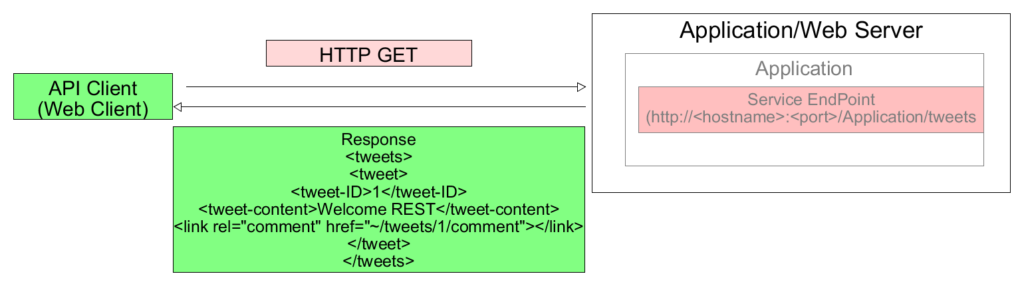 HTTP GET
API Client
(Web Client)
Response
<tweets>
<tweet>
<tweet-ID>1</tweet-ID>
<tweet-content>Welcome REST</tweet-content>
<link rel="comment" href="~/tweets/1/comment"></link>
</tweet>
</tweets>
Application/Web Server
Application
Service EndPoint
(http://<hostname>:<port>/Application/tweets